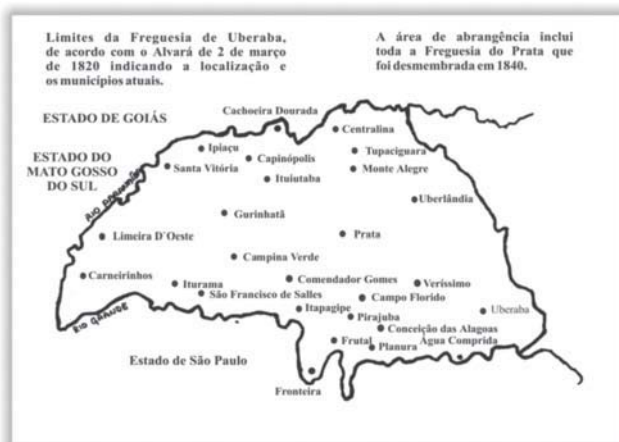 Limites da Freguesia de Uberaba,
de acordo com o Alvará de 2 de março
de 1820 indicando a localização e
os municípios atuais.
A área de abrangência inclui
toda a Freguesia do Prata que
foi desmembrada em 1840.
ESTADO DE GOIÁS
Cachoeira Dourada
Centralina
Ipiaçu
Tupaciguara
ESTADO DO
MATO GOSSO
DO SUL
Capinópolis
Santa Vitória
Monte Alegre
Ituiutaba
RIO PARANAÍBA
Uberlândia
Gurinhatã
Limeira D'Oeste
Prata
Campina Verde
Carneirinhos
Iturama
Comendador Gomes
Veríssimo
São Francisco de Salles
Campo Florido
Itapagipe
Uberaba
Pirajuba
RIO GRANDE
Conceição das Alagoas
Frutal
Água Comprida
Planura
Estado de São Paulo
Fronteira